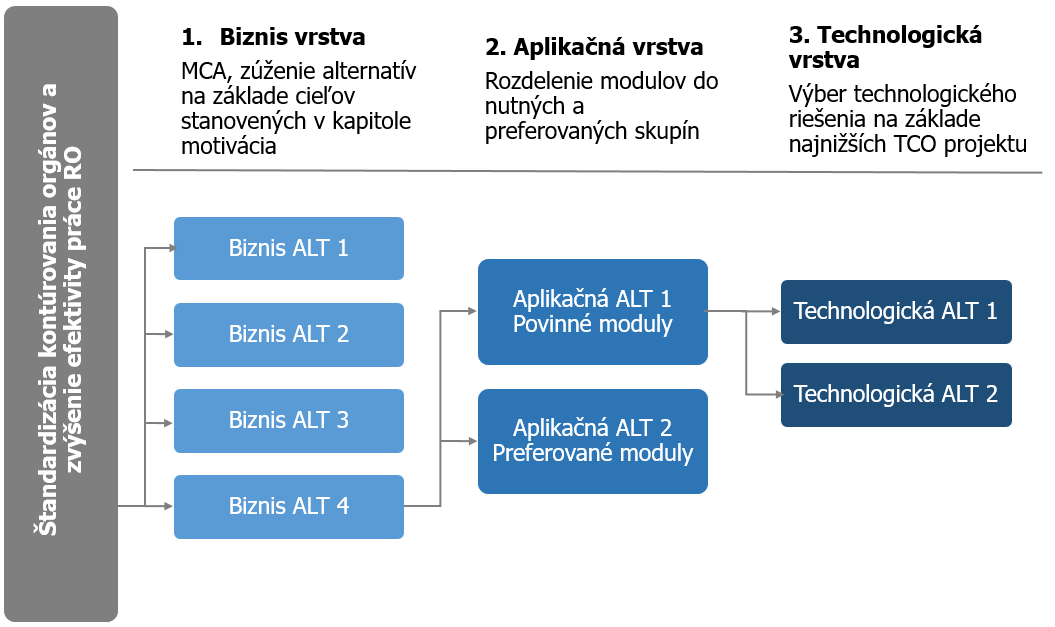 Štandardizácia kontúrovania orgánov a
zvýšenie efektivity práce RO
1. Biznis vrstva
MCA, zúženie alternatív
na základe cieľov
stanovených v kapitole
motivácia
2. Aplikačná vrstva
Rozdelenie modulov do
nutných a
preferovaných skupín
3. Technologická
vrstva
Výber technologického
riešenia na základe
najnižších TCO projektu
Biznis ALT 1
Biznis ALT 2
Biznis ALT 3
Biznis ALT 4
Aplikačná ALT 1
Povinné moduly
Aplikačná ALT 2
Preferované moduly
Technologická ALT 1
Technologická ALT 2